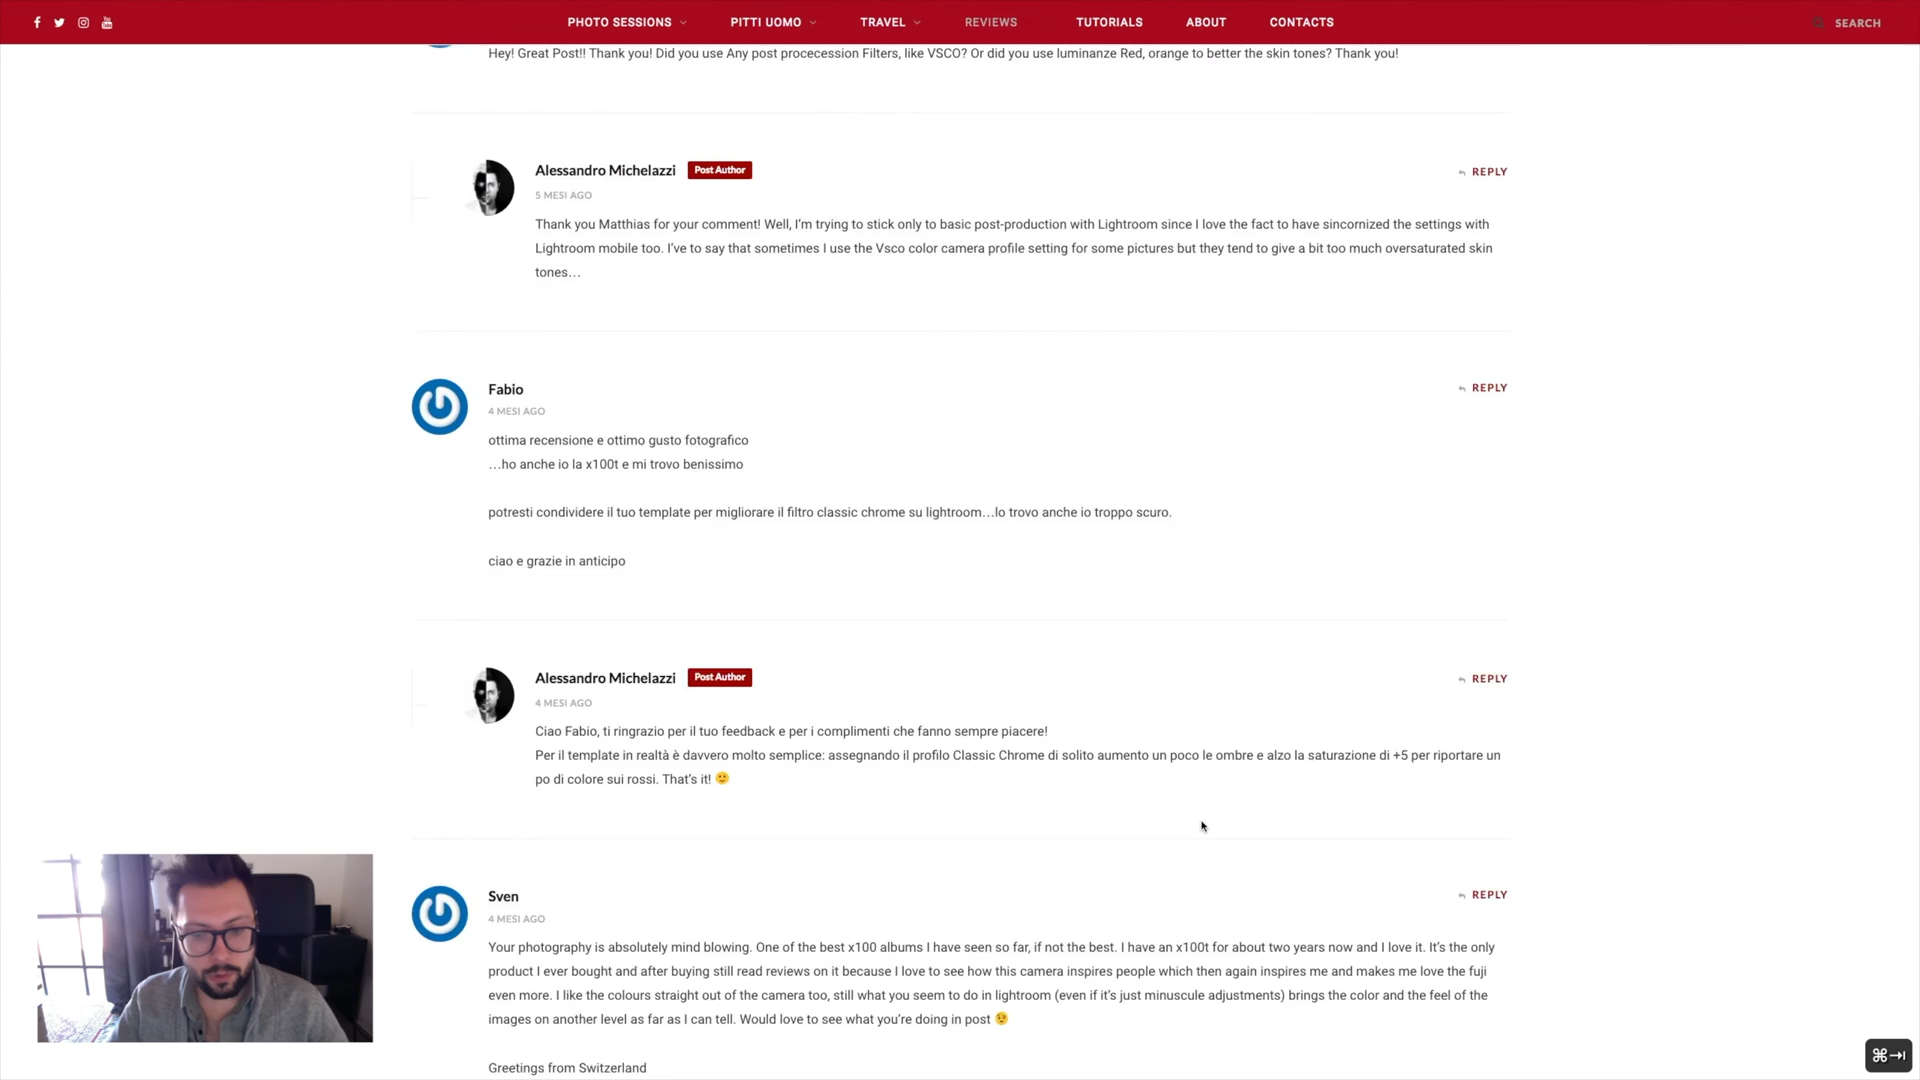 PHOTO SESSIONS PITTI UOMO TRAVEL REVIEWS TUTORIALS ABOUT CONTACTS SEARCH
Hey! Great Post!! Thank you! Did you use Any post procecession Filters, like VSCO? Or did you use luminanze Red, orange to better the skin tones? Thank you!
Alessandro Michelazzi Post Author REPLY
5 MESI AGO
Thank you Matthias for your comment! Well, I'm trying to stick only to basic post-production with Lightroom since I love the fact to have sincornized the settings with
Lightroom mobile too. I've to say that sometimes I use the Vsco color camera profile setting for some pictures but they tend to give a bit too much oversaturated skin
tones…
Fabio REPLY
4 MESI AGO
ottima recensione e ottimo gusto fotografico
…ho anche io la x100t e mi trovo benissimo
potresti condividere il tuo template per migliorare il filtro classic chrome su lightroom…lo trovo anche io troppo scuro.
ciao e grazie in anticipo
Alessandro Michelazzi Post Author REPLY
4 MESI AGO
Ciao Fabio, ti ringrazio per il tuo feedback e per i complimenti che fanno sempre piacere!
Per il template in realtà è davvero molto semplice: assegnando il profilo Classic Chrome di solito aumento un poco le ombre e alzo la saturazione di +5 per riportare un
po di colore sui rossi. That's it! 🙂
Sven REPLY
4 MESI AGO
Your photography is absolutely mind blowing. One of the best x100 albums I have seen so far, if not the best. I have an x100t for about two years now and I love it. It's the only
product I ever bought and after buying still read reviews on it because I love to see how this camera inspires people which then again inspires me and makes me love the fuji
even more. I like the colours straight out of the camera too, still what you seem to do in lightroom (even if it's just minuscule adjustments) brings the color and the feel of the
images on another level as far as I can tell. Would love to see what you're doing in post 😉
Greetings from Switzerland
⌘⇥